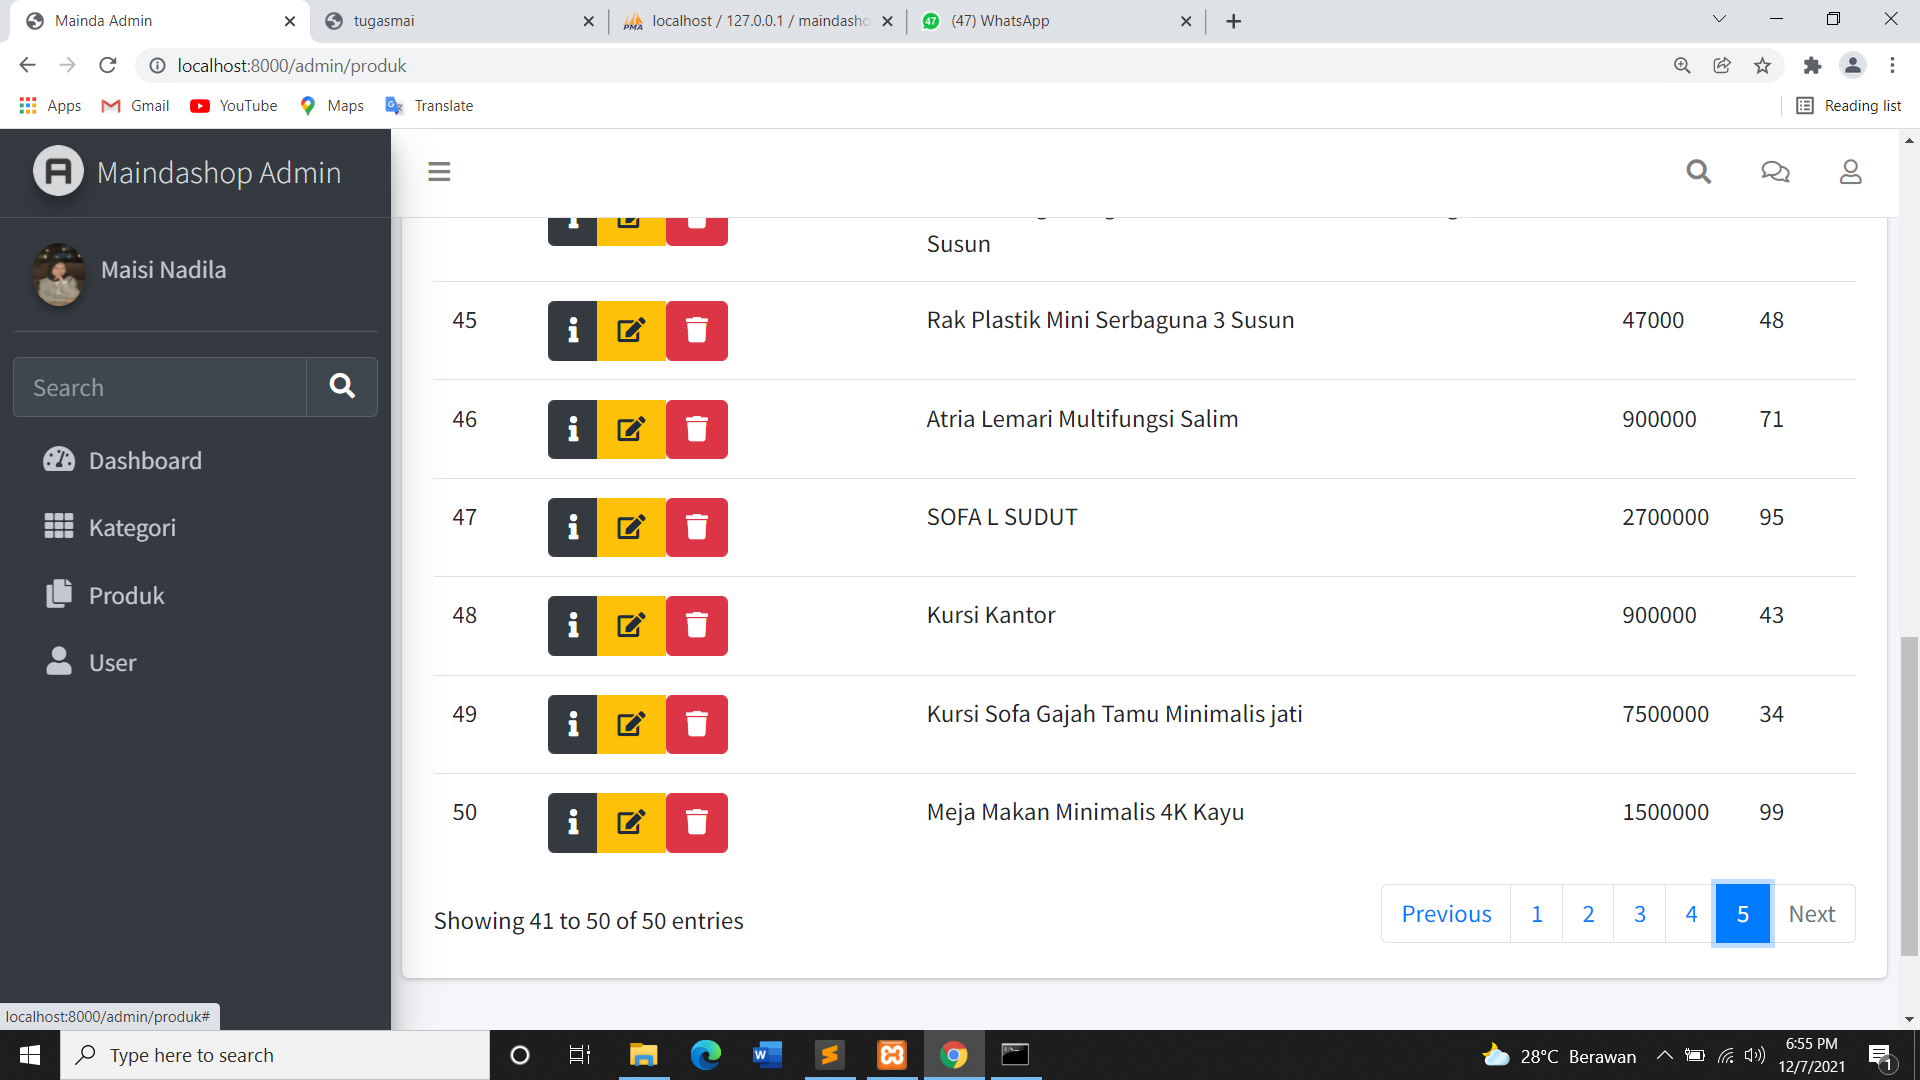 Mainda Admin
tugasmai
localhost / 127.0.0.1 / maindasho
(47) WhatsApp
localhost:8000/admin/produk
Apps
Gmail
YouTube
Maps
Translate
Reading list
Maindashop Admin
Maisi Nadila
Search
Dashboard
Kategori
Produk
User
Susun
45 Rak Plastik Mini Serbaguna 3 Susun 47000 48
46 Atria Lemari Multifungsi Salim 900000 71
47 SOFA L SUDUT 2700000 95
48 Kursi Kantor 900000 43
49 Kursi Sofa Gajah Tamu Minimalis jati 7500000 34
50 Meja Makan Minimalis 4K Kayu 1500000 99
Showing 41 to 50 of 50 entries
Previous 1 2 3 4 5 Next
localhost:8000/admin/produk#
Type here to search
28°C Berawan
6:55 PM
12/7/2021
1